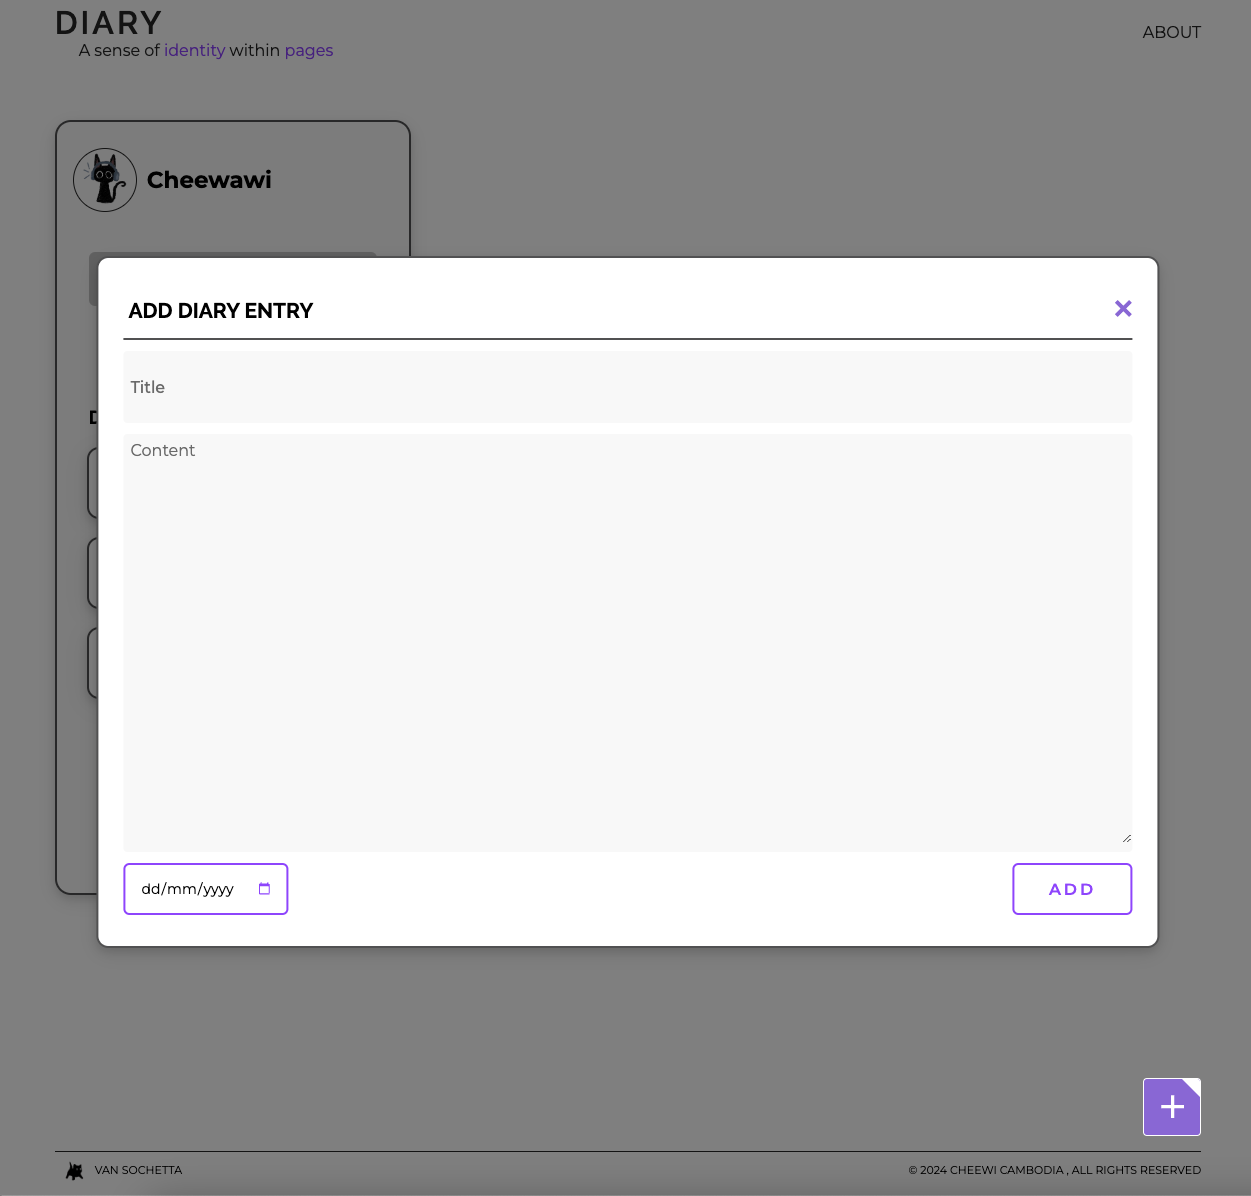 DIARY
A sense of identity within pages
ABOUT
Cheewawi
ADD DIARY ENTRY
Title
Content
dd/mm/yyyy
ADD
VAN SOCHETTA
© 2024 CHEEWI CAMBODIA , ALL RIGHTS RESERVED